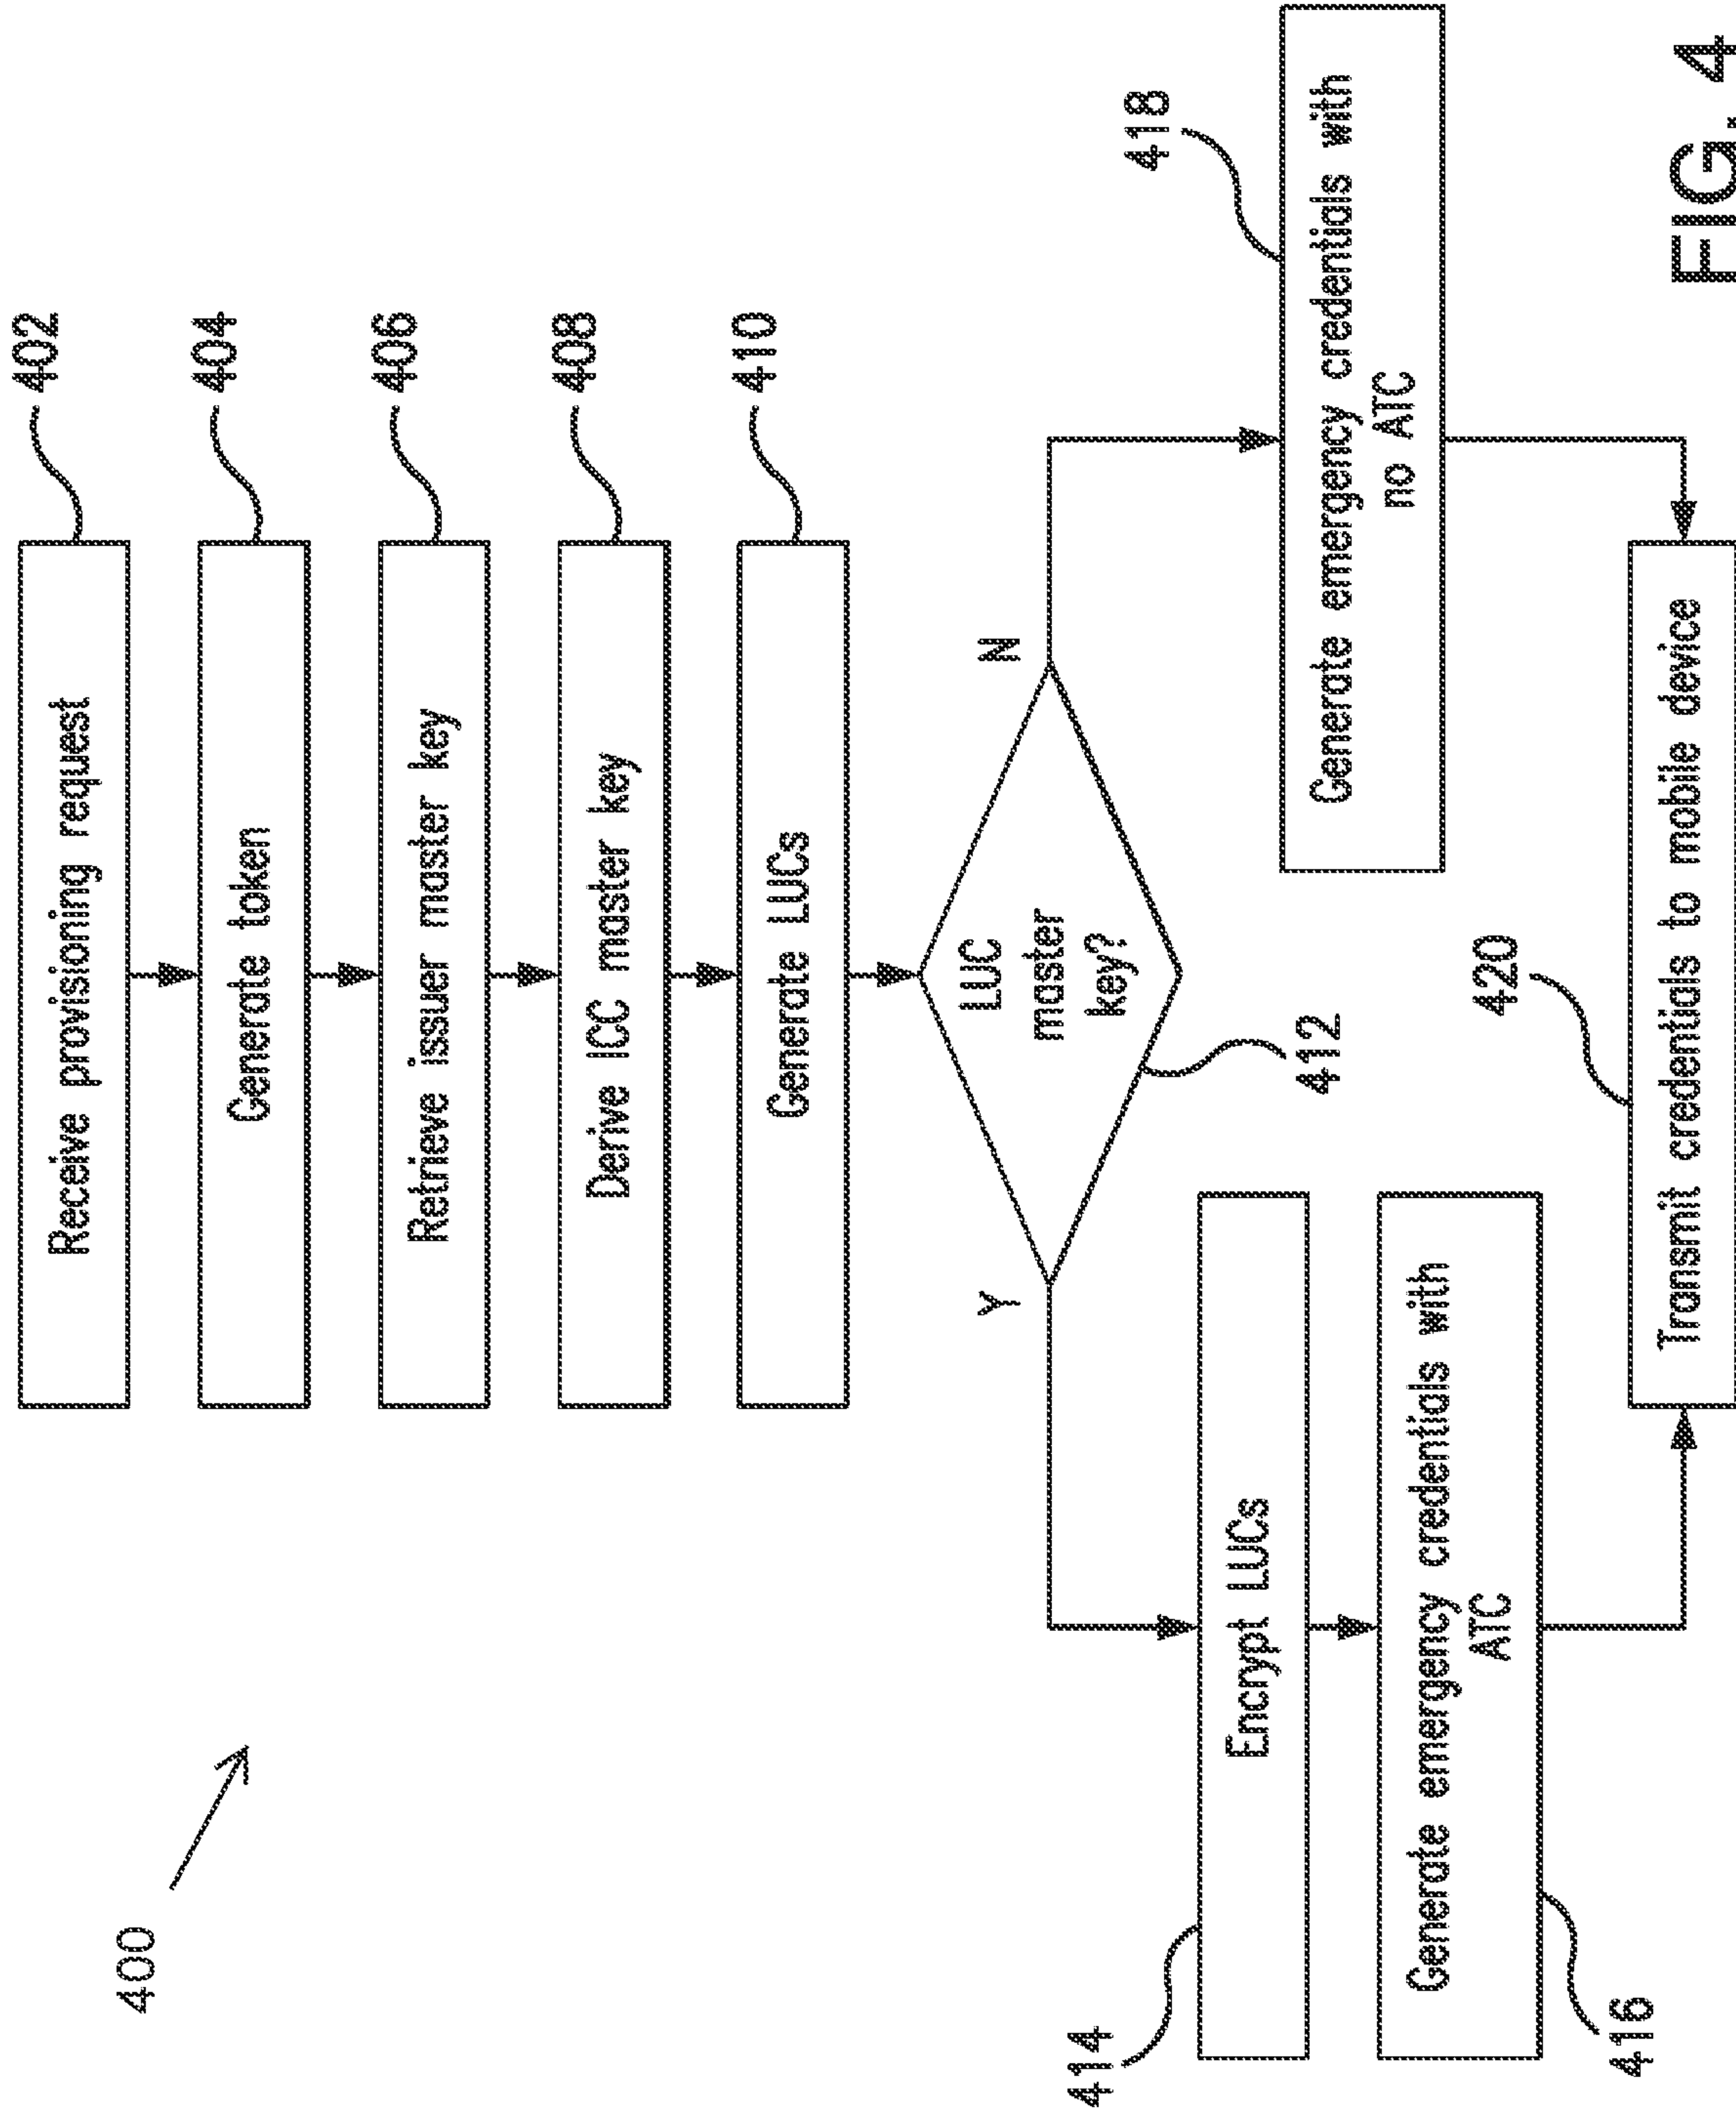 400
Receive provisioning request
402
Generate token
404
Retrieve issuer master key
406
Derive ICC master key
408
Generate LUCs
410
LUC
master
key?
Y
N
412
414
Encrypt LUCs
Generate emergency credentials with
ATC
416
418
Generate emergency credentials with
no ATC
420
Transmit credentials to mobile device
FIG. 4